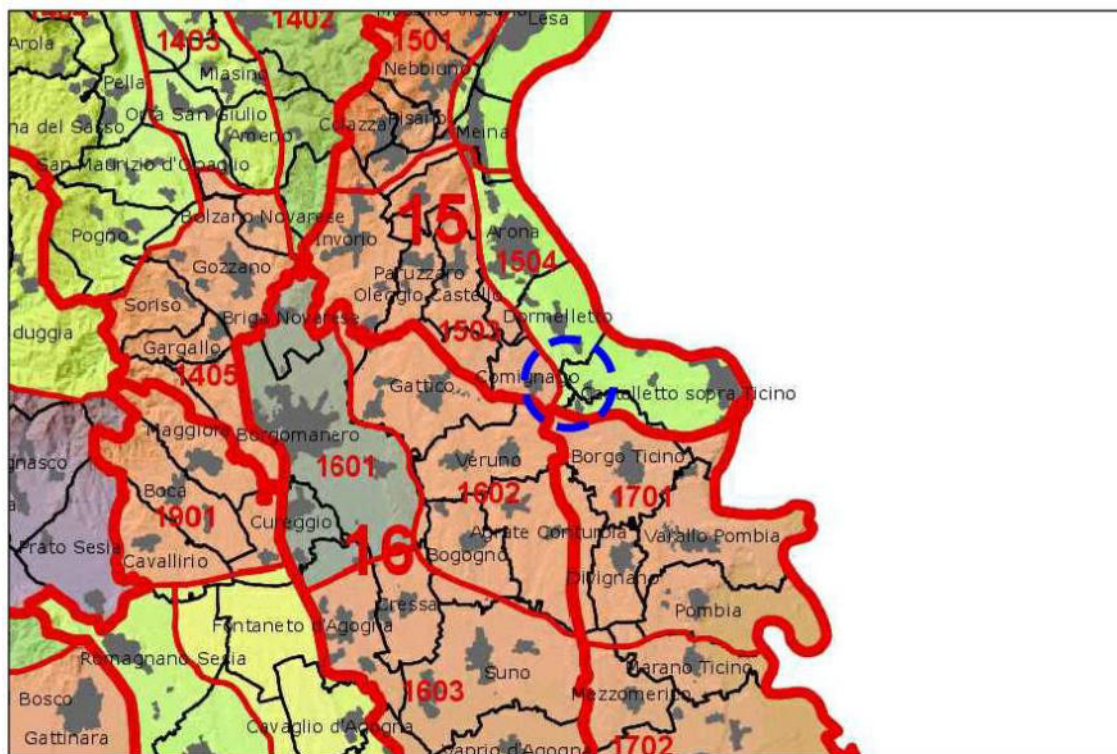 1402
Lesa
Arola
1403
1501
Miasino
Nebbiuno
Pella
Orta San Giulio
Colazza
Pisano
Meina
Ameno
San Maurizio d'Opaglio
15
Bolzano Novarese
Invorio
Arona
Pogno
1504
Gozzano
Paruzzaro
Oleggio Castello
Soriso
Briga Novarese
Dormelletto
1503
Gargallo
1405
Comignago
Gattico
Castelletto sopra Ticino
Maggiora
Borgomanero
Veruno
Borgo Ticino
1601
Boca
1602
1701
1901
Cureggio
Agrate Conturbia
Varallo Pombia
Prato Sesia
Cavallirio
16
Bogogno
Divignano
Cressa
Pombia
Fontaneto d'Agogna
Romagnano Sesia
Suno
Marano Ticino
Bosco
1603
Mezzomerico
Cavaglio d'Agogna
Gattinara
1702